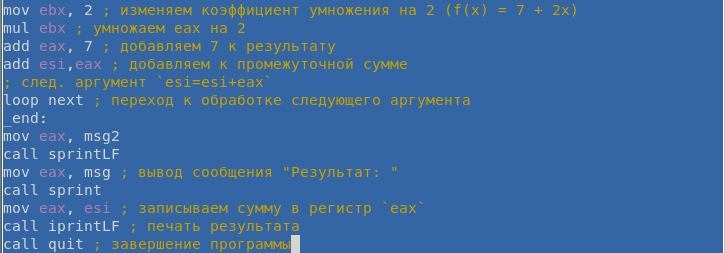 mov ebx, 2 ; изменяем коэффициент умножения на 2 (f(x) = 7 + 2x)
mul ebx ; умножаем eax на 2
add eax, 7 ; добавляем 7 к результату
add esi,eax ; добавляем к промежуточной сумме
; след. аргумент `esi=esi+eax`
loop next ; переход к обработке следующего аргумента
_end:
mov eax, msg2
call sprintLF
mov eax, msg ; вывод сообщения "Результат: "
call sprint
mov eax, esi ; записываем сумму в регистр `eax`
call iprintLF ; печать результата
call quit ; завершение программы